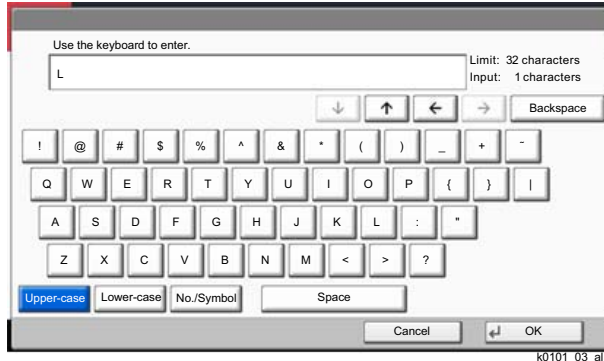 Use the keyboard to enter.
L
Limit: 32 characters
Input: 1 characters
Backspace
! @ # $ % ^ & * ( ) _ + ~
Q W E R T Y U I O P { } |
A S D F G H J K L : "
Z X C V B N M < > ?
Upper-case Lower-case No./Symbol Space
Cancel OK
k0101_03_al